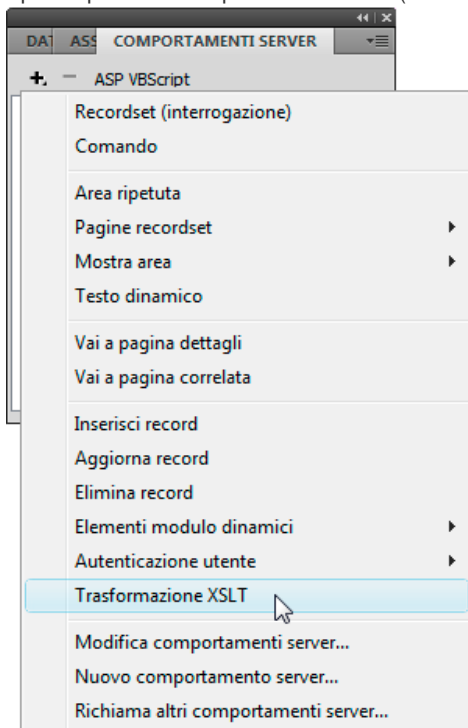 DAT ASS COMPORTAMENTI SERVER
ASP VBScript
Recordset (interrogazione)
Comando
Area ripetuta
Pagine recordset
Mostra area
Testo dinamico
Vai a pagina dettagli
Vai a pagina correlata
Inserisci record
Aggiorna record
Elimina record
Elementi modulo dinamici
Autenticazione utente
Trasformazione XSLT
Modifica comportamenti server...
Nuovo comportamento server...
Richiama altri comportamenti server...